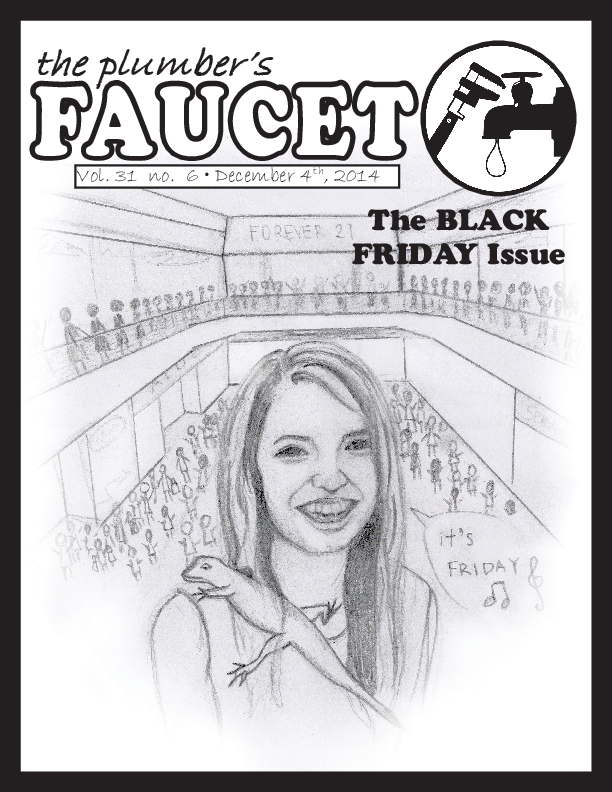 the plumber's
FAUCET
Vol. 31 no. 6 • December 4th, 2014
The BLACK
FRIDAY Issue
FOREVER 21
it's
FRIDAY